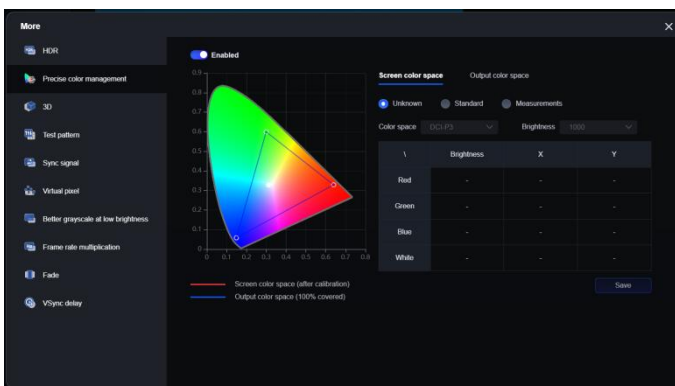 More
HDR
Precise color management
3D
Test pattern
Sync signal
Virtual pixel
Better grayscale at low brightness
Frame rate multiplication
Fade
VSync delay
Enabled
0.9
0.8
0.7
0.6
0.5
0.4
0.3
0.2
0.1
0
0 0.1 0.2 0.3 0.4 0.5 0.6 0.7 0.8
Screen color space (after calibration)
Output color space (100% covered)
Screen color space Output color space
Unknown Standard Measurements
Color space DCI-P3 Brightness 1000
\ Brightness X Y
Red - - -
Green - - -
Blue - - -
White - - -
Save